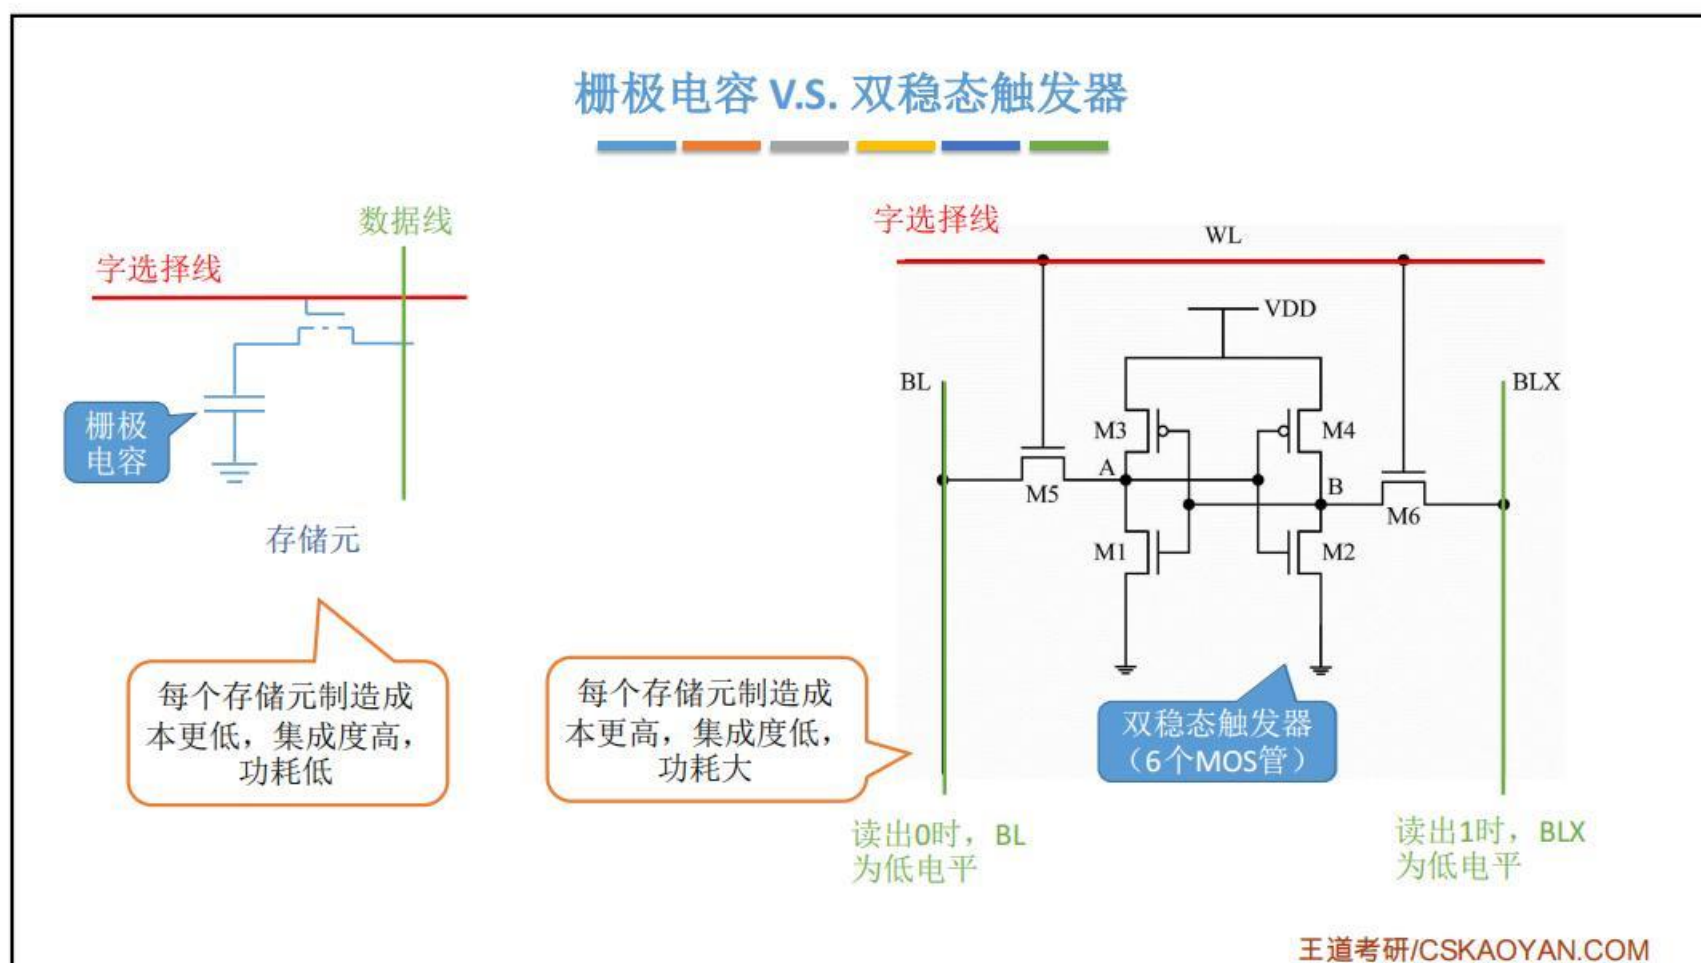 栅极电容 V.S. 双稳态触发器
数据线
字选择线
栅极
电容
存储元
每个存储元制造成
本更低，集成度高，
功耗低
字选择线
WL
VDD
BL
BLX
M3
M4
A
M5
B
M6
M1
M2
每个存储元制造成
本更高，集成度低，
功耗大
双稳态触发器
（6个MOS管）
读出0时，BL
为低电平
读出1时，BLX
为低电平
王道考研/CSKAOYAN.COM